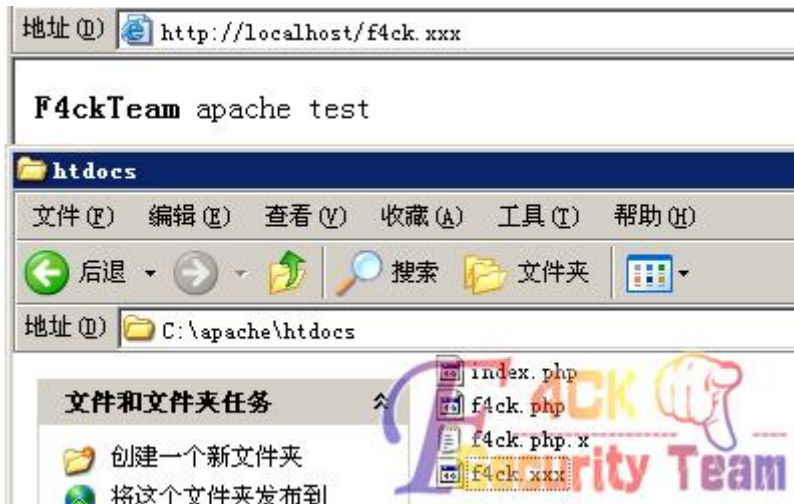 地址(D) http://localhost/f4ck.xxx
F4ckTeam apache test
htdocs
文件(F) 编辑(E) 查看(V) 收藏(A) 工具(T) 帮助(H)
后退 搜索 文件夹
地址(D) C:\apache\htdocs
index.php
文件和文件夹任务
f4ck.php
f4ck.php.x
创建一个新文件夹
f4ck.xxx
将这个文件夹发布到
F4CK
Security Team